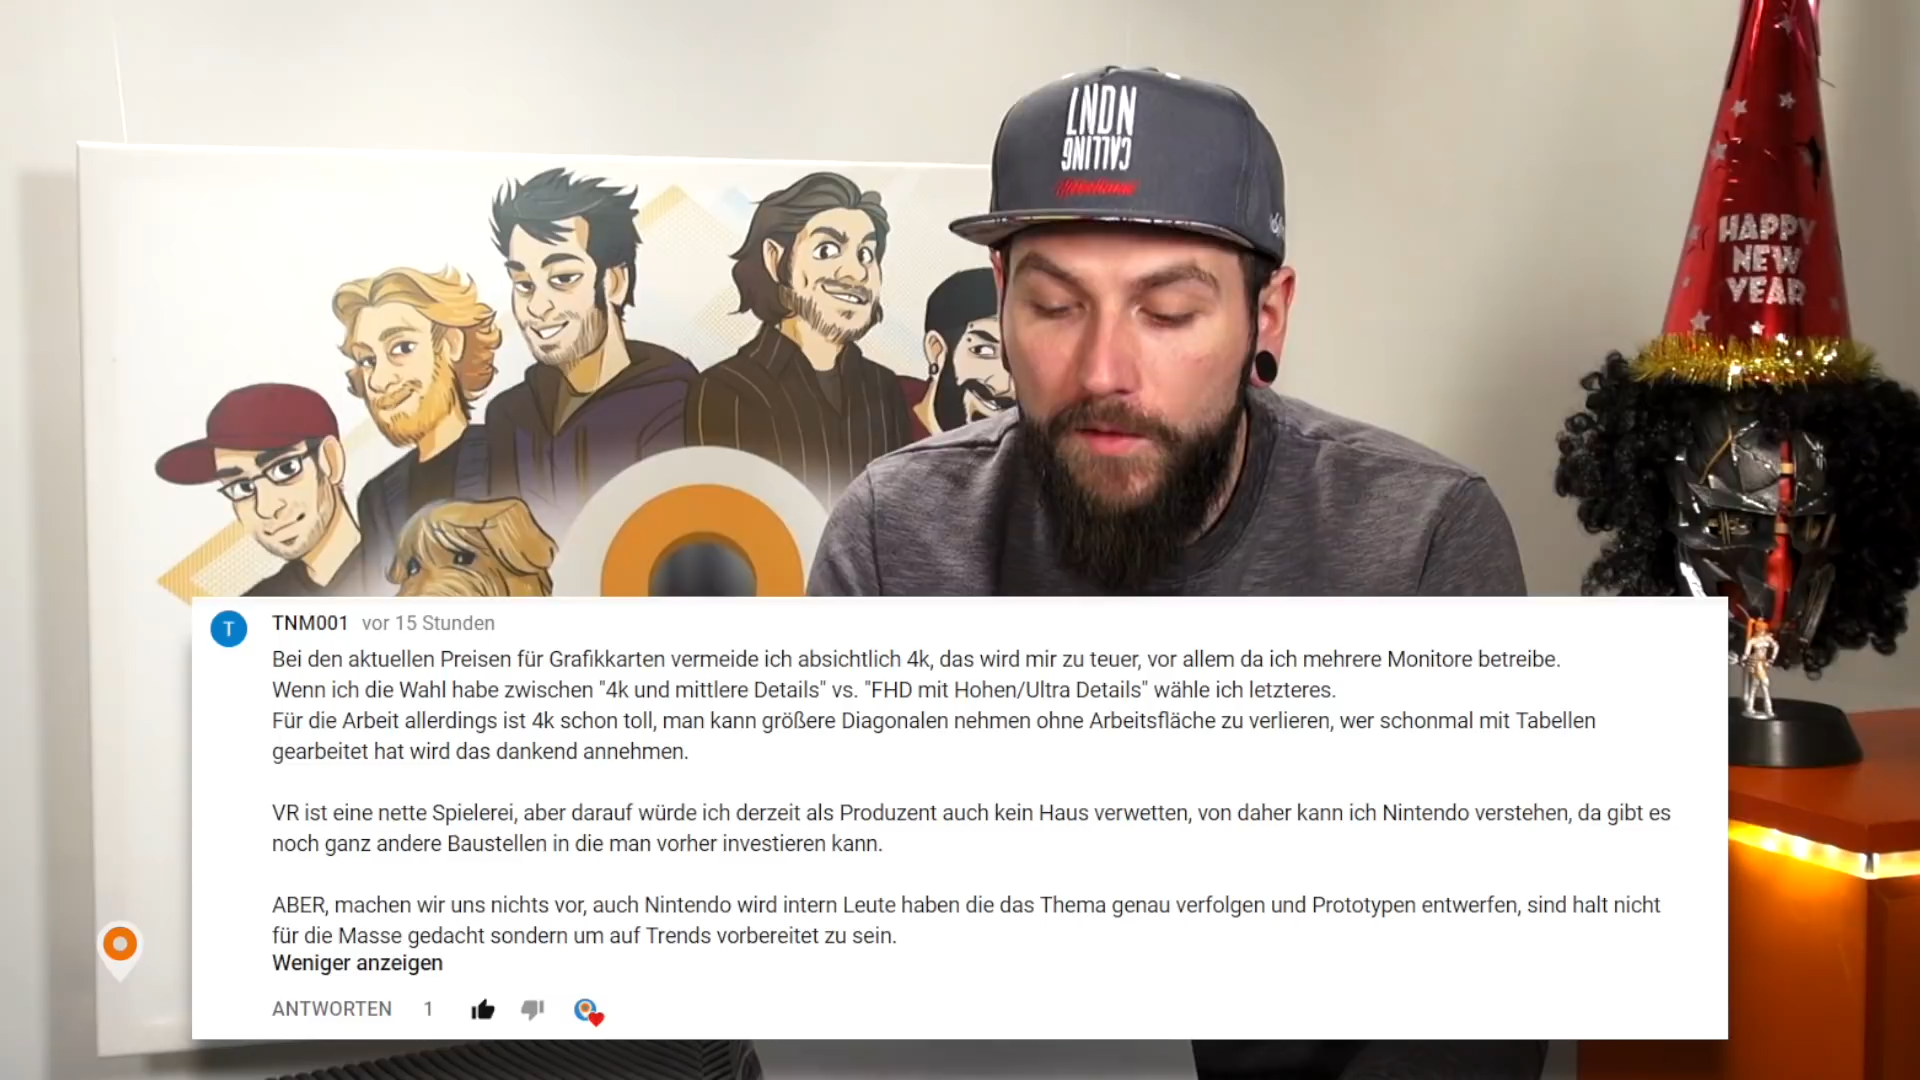 LNDN
CALLING
HAPPY
NEW
YEAR
T
TNM001 vor 15 Stunden
Bei den aktuellen Preisen für Grafikkarten vermeide ich absichtlich 4k, das wird mir zu teuer, vor allem da ich mehrere Monitore betreibe.
Wenn ich die Wahl habe zwischen "4k und mittlere Details" vs. "FHD mit Hohen/Ultra Details" wähle ich letzteres.
Für die Arbeit allerdings ist 4k schon toll, man kann größere Diagonalen nehmen ohne Arbeitsfläche zu verlieren, wer schonmal mit Tabellen
gearbeitet hat wird das dankend annehmen.
VR ist eine nette Spielerei, aber darauf würde ich derzeit als Produzent auch kein Haus verwetten, von daher kann ich Nintendo verstehen, da gibt es
noch ganz andere Baustellen in die man vorher investieren kann.
ABER, machen wir uns nichts vor, auch Nintendo wird intern Leute haben die das Thema genau verfolgen und Prototypen entwerfen, sind halt nicht
für die Masse gedacht sondern um auf Trends vorbereitet zu sein.
Weniger anzeigen
ANTWORTEN 1